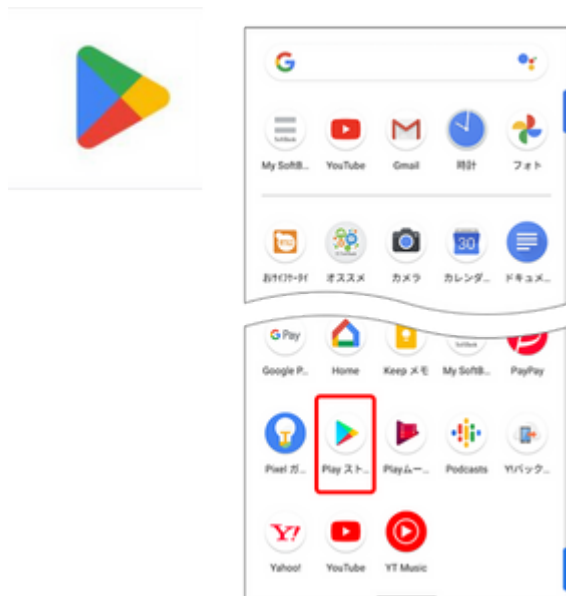 My SoftB... YouTube Gmail 時計 フォト
おサイフケータイ オススメ カメラ カレンダ... ドキュメ...
G Pay
Google P... Home Keep メモ My SoftB... PayPay
Pixel ガ... Play スト... Playムー... Podcasts Y!バック...
Yahoo! YouTube YT Music